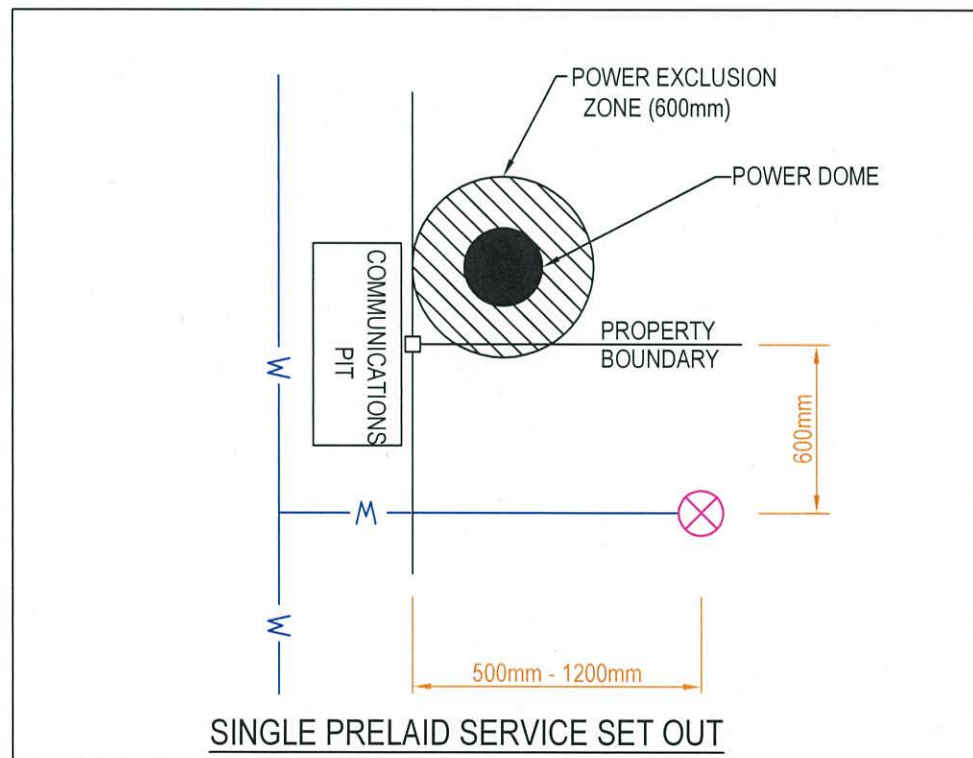 POWER EXCLUSION
ZONE (600mm)
POWER DOME
COMMUNICATIONS
PIT
PROPERTY
BOUNDARY
W
600mm
W
W
500mm - 1200mm
SINGLE PRELAID SERVICE SET OUT